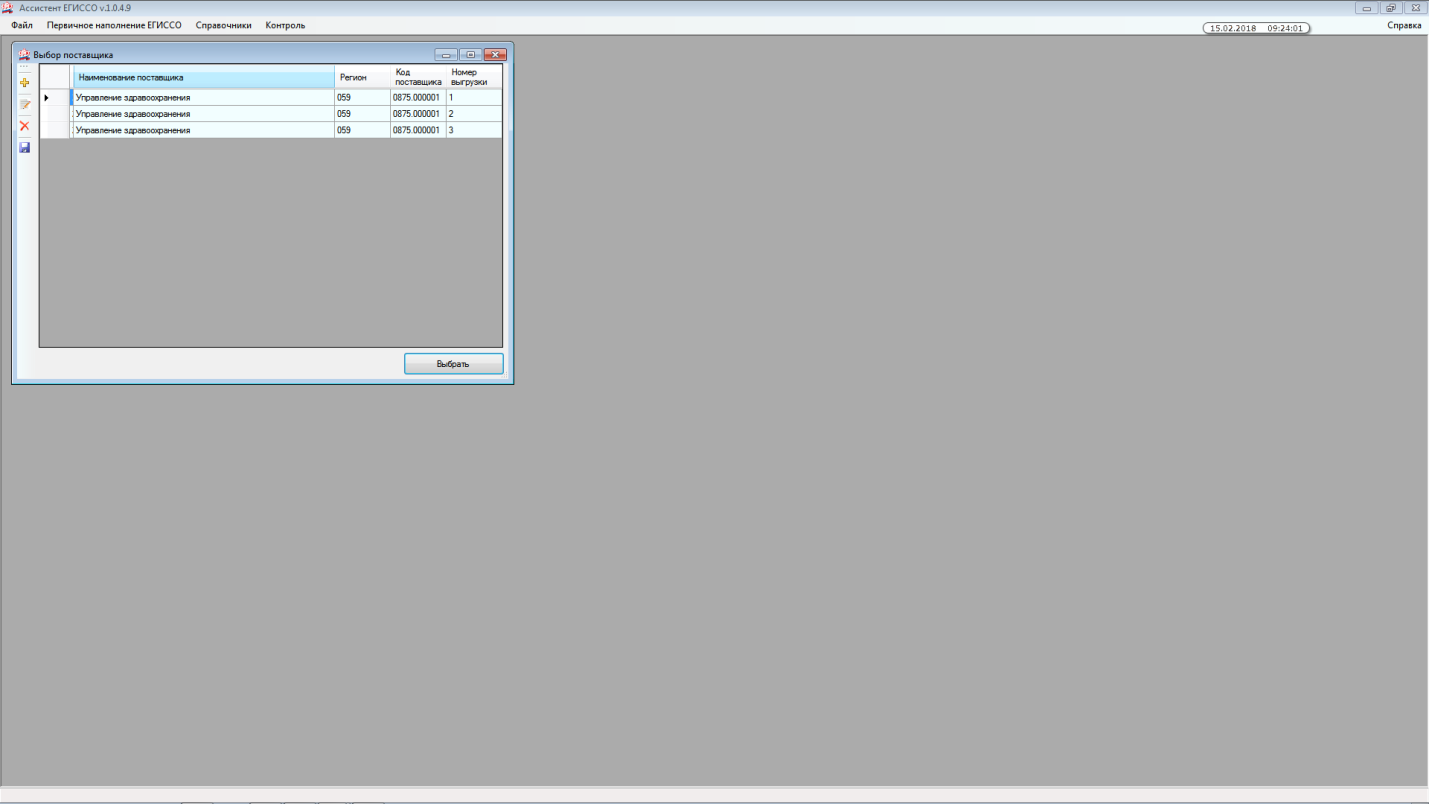 Ассистент ЕГИССО v.1.0.4.9
Файл Первичное наполнение ЕГИССО Справочники Контроль
15.02.2018 09:24:01
Справка
Выбор поставщика
Наименование поставщика Регион Код поставщика Номер выгрузки
Управление здравоохранения 059 0875.000001 1
Управление здравоохранения 059 0875.000001 2
Управление здравоохранения 059 0875.000001 3
Выбрать